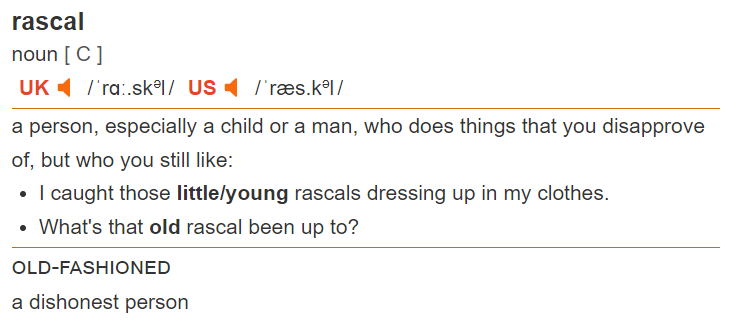 rascal
noun [ C ]
UK /ˈrɑː.skᵊl/ US /ˈræs.kᵊl/
a person, especially a child or a man, who does things that you disapprove
of, but who you still like:
• I caught those little/young rascals dressing up in my clothes.
• What's that old rascal been up to?
OLD-FASHIONED
a dishonest person